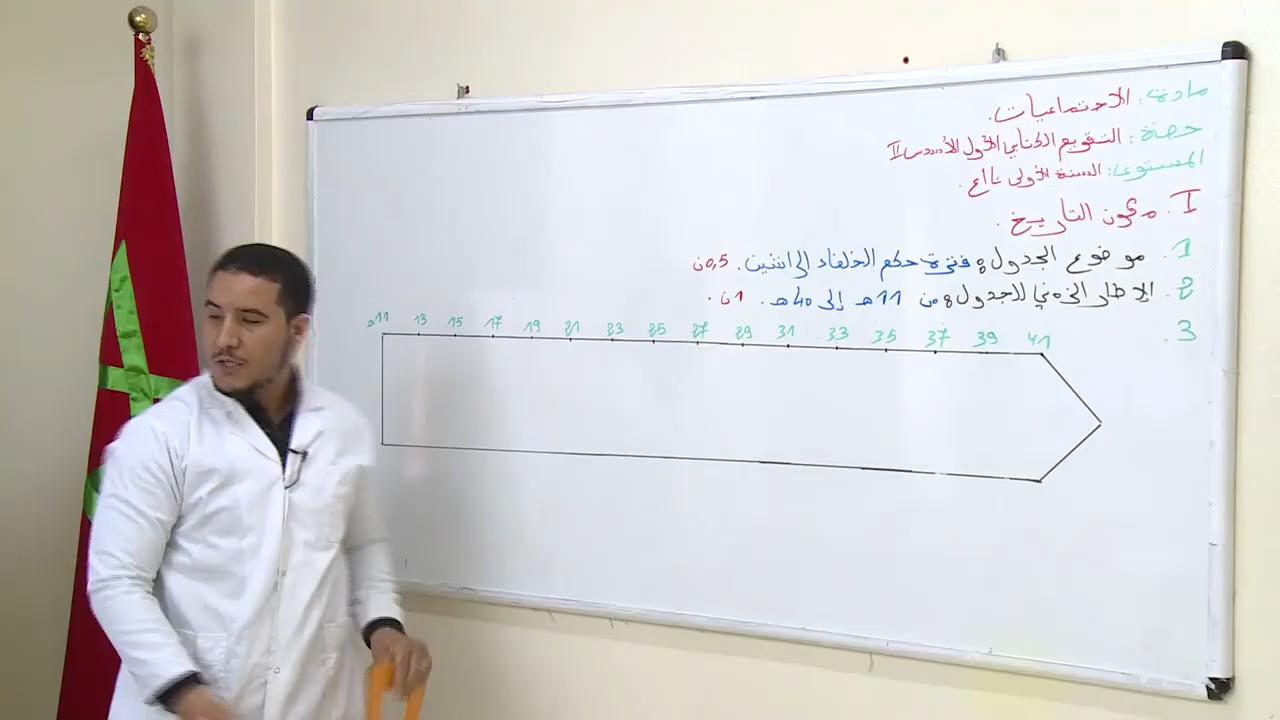 مادة: الاجتماعيات.
حصة: التقويم الكتابي الأول الأسدس II
المستوى: السنة الأولى ثا إع.
I. مكون التاريخ.
1. موضوع الجدول: فترة حكم الخلفاء الراشدين. 0,5ن
2. الإطار الزمني للجدول: من 11هـ إلى 40هـ. 1ن.
3.
11هـ 13 15 17 19 21 23 25 27 29 31 33 35 37 39 41